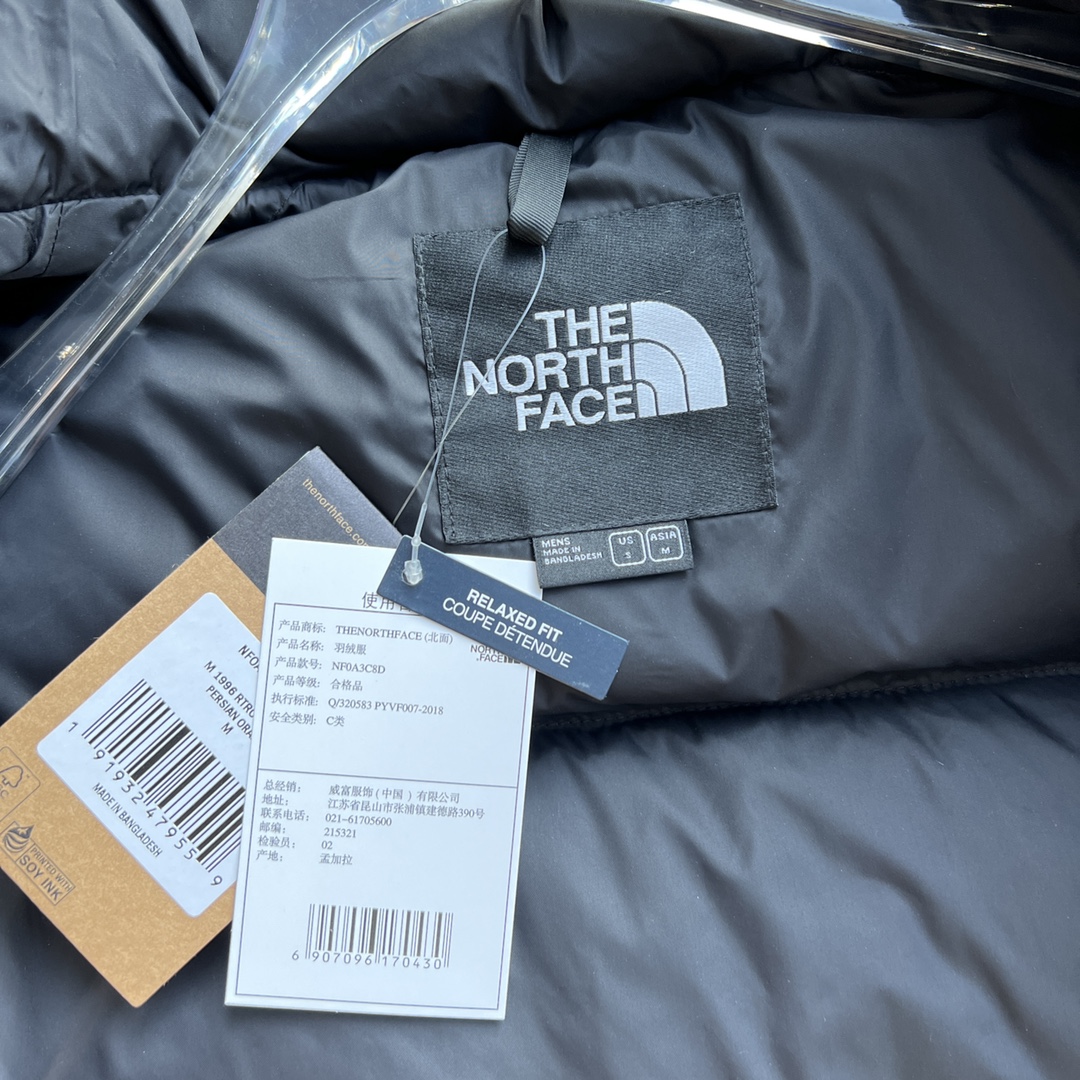 THE
NORTH
FACE
MENS
MADE IN
BANGLADESH
US
S
ASIA
M
RELAXED FIT
COUPE DÉTENDUE
thenorthface.co
M 1996 RTRO
PERSIAN ORA
M
1 91932 47955 9
MADE IN BANGLADESH
PRINTED WITH
SOY INK
使用
NORTH
FACE
产品商标: THENORTHFACE (北面)
产品名称: 羽绒服
产品款号: NF0A3C8D
产品等级: 合格品
执行标准: Q/320583 PYVF007-2018
安全类别: C类
总经销: 威富服饰(中国)有限公司
地址: 江苏省昆山市张浦镇建德路390号
联系电话: 021-61705600
邮编: 215321
检验员: 02
产地: 孟加拉
6 907096 170430